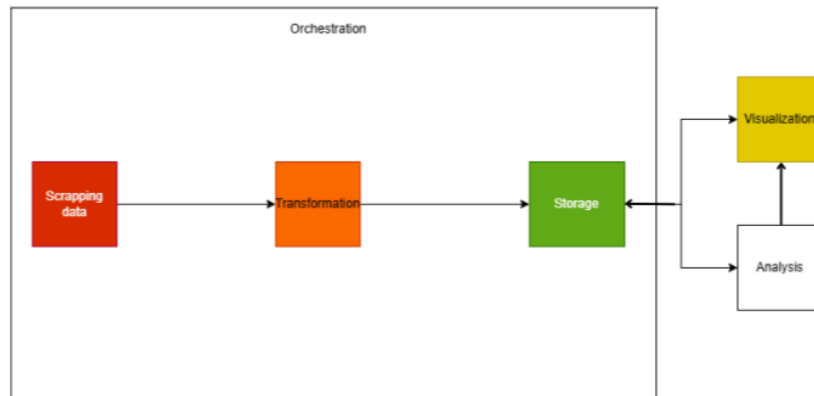 Orchestration
Visualization
Scrapping
data
Transformation
Storage
Analysis